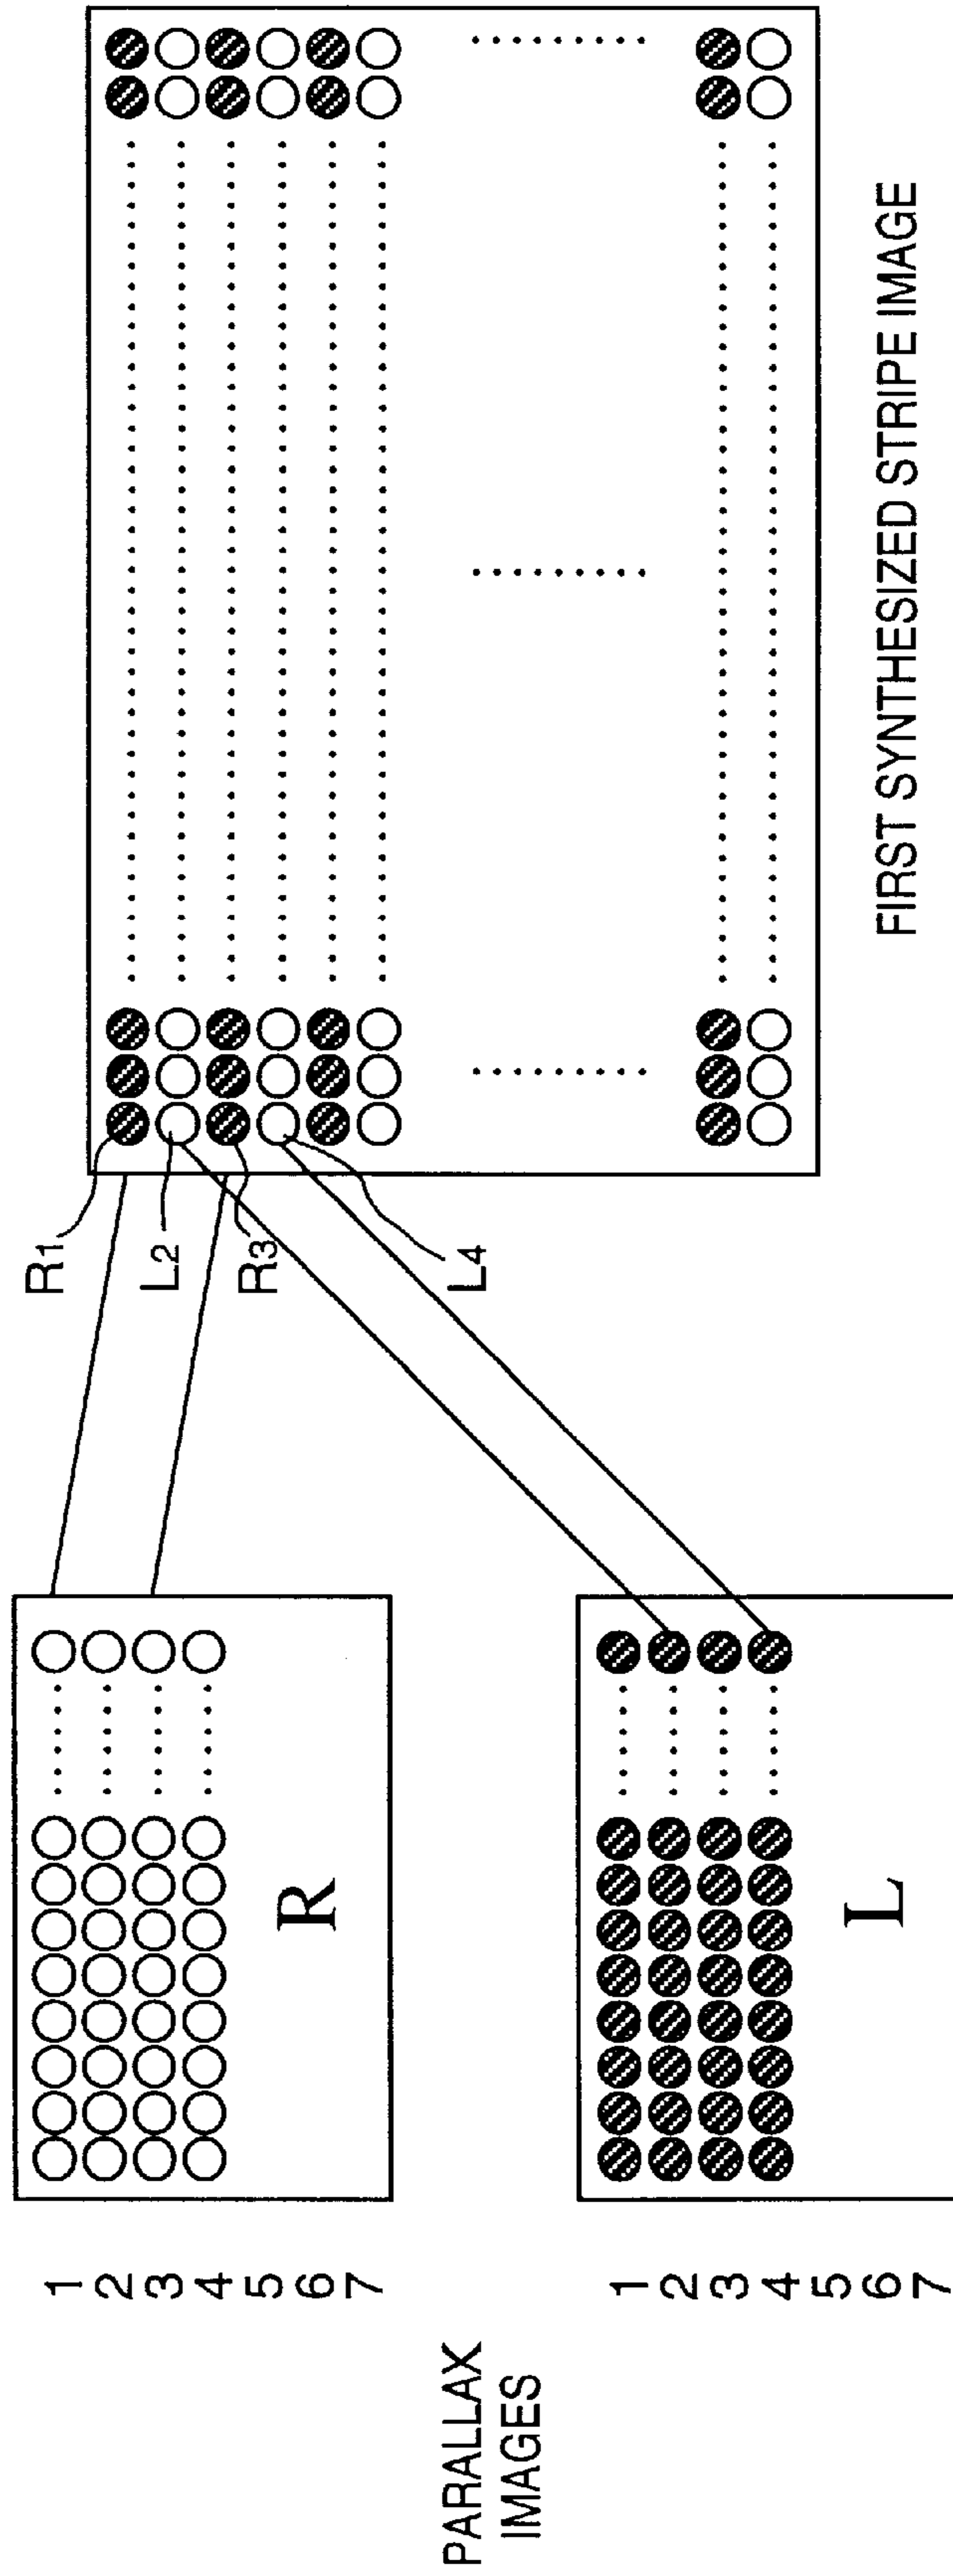 PARALLAX
IMAGES
1
2
3
4
5
6
7
R
1
2
3
4
5
6
7
L
R1
L2
R3
L4
FIRST SYNTHESIZED STRIPE IMAGE